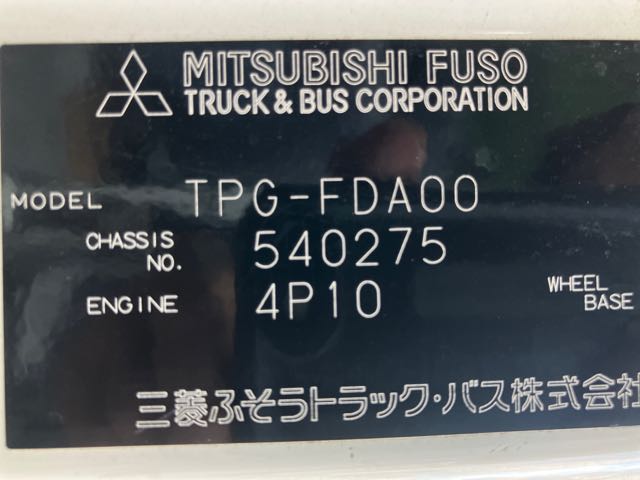 MITSUBISHI FUSO
TRUCK & BUS CORPORATION
MODEL TPG-FDA00
CHASSIS NO. 540275
ENGINE 4P10
WHEEL BASE
三菱ふそうトラック・バス株式会社